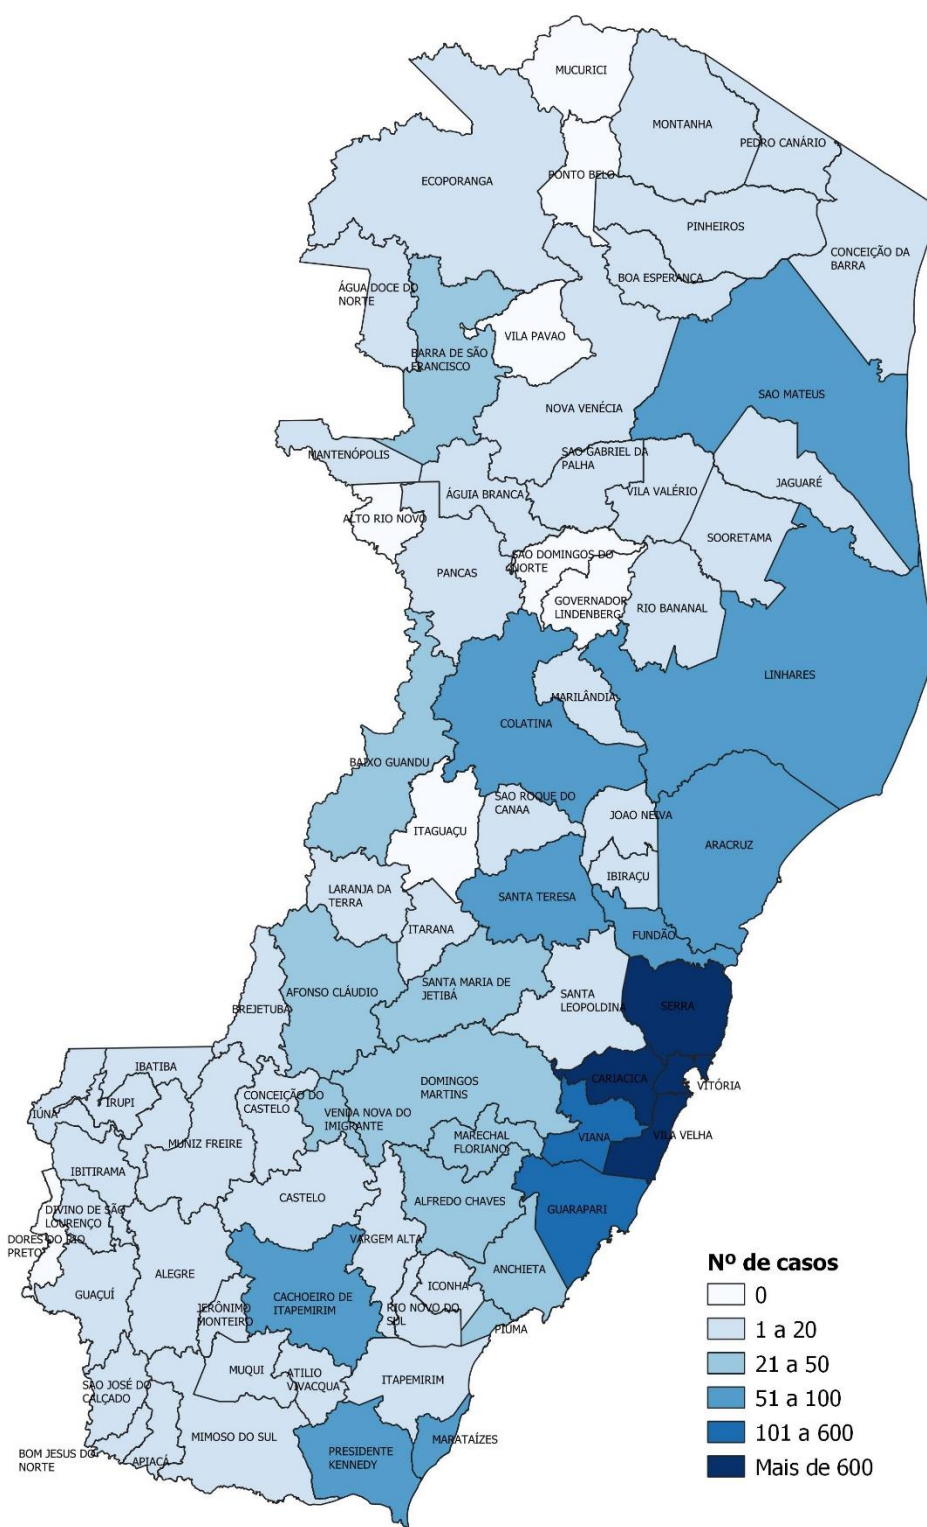 MUCURICI
MONTANHA
PEDRO CANÁRIO
ECOPORANGA
PONTO BELO
PINHEIROS
CONCEIÇÃO DA
BARRA
BOA ESPERANÇA
ÁGUA DOCE DO
NORTE
VILA PAVAO
BARRA DE SÃO
FRANCISCO
SAO MATEUS
NOVA VENÉCIA
MANTENÓPOLIS
SAO GABRIEL DA
PALHA
JAGUARÉ
ÁGUIA BRANCA
VILA VALÉRIO
ALTO RIO NOVO
SOORETAMA
SAO DOMINGOS DO
NORTE
PANCAS
GOVERNADOR
LINDENBERG
RIO BANANAL
LINHARES
MARILÂNDIA
COLATINA
BAIXO GUANDU
SAO ROQUE DO
CANAA
JOAO NEIVA
ITAGUAÇU
ARACRUZ
IBIRAÇU
LARANJA DA
TERRA
SANTA TERESA
ITARANA
FUNDÃO
SANTA MARIA DE
JETIBÁ
AFONSO CLÁUDIO
SANTA
LEOPOLDINA
SERRA
BREJETUBA
IBATIBA
DOMINGOS
MARTINS
CARIACICA
VITÓRIA
CONCEIÇÃO DO
CASTELO
IRUPI
IÚNA
VENDA NOVA DO
IMIGRANTE
MARECHAL
FLORIANO
VIANA
VILA VELHA
MUNIZ FREIRE
IBITIRAMA
CASTELO
ALFREDO CHAVES
GUARAPARI
DIVINO DE SÃO
LOURENÇO
DORES DO RIO
PRETO
VARGEM ALTA
ALEGRE
ANCHIETA
GUAÇUÍ
ICONHA
CACHOEIRO DE
ITAPEMIRIM
JERÔNIMO
MONTEIRO
RIO NOVO DO
SUL
PIÚMA
MUQUI
ATILIO
VIVACQUA
ITAPEMIRIM
SAO JOSÉ DO
CALÇADO
MIMOSO DO SUL
MARATAÍZES
BOM JESUS DO
NORTE
APIACÁ
PRESIDENTE
KENNEDY
Nº de casos
0
1 a 20
21 a 50
51 a 100
101 a 600
Mais de 600